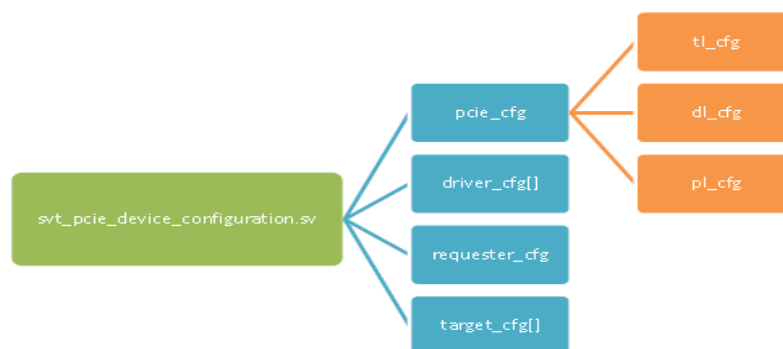 svt_pcie_device_configuration.sv
pcie_cfg
driver_cfg[]
requester_cfg
target_cfg[]
tl_cfg
dl_cfg
pl_cfg